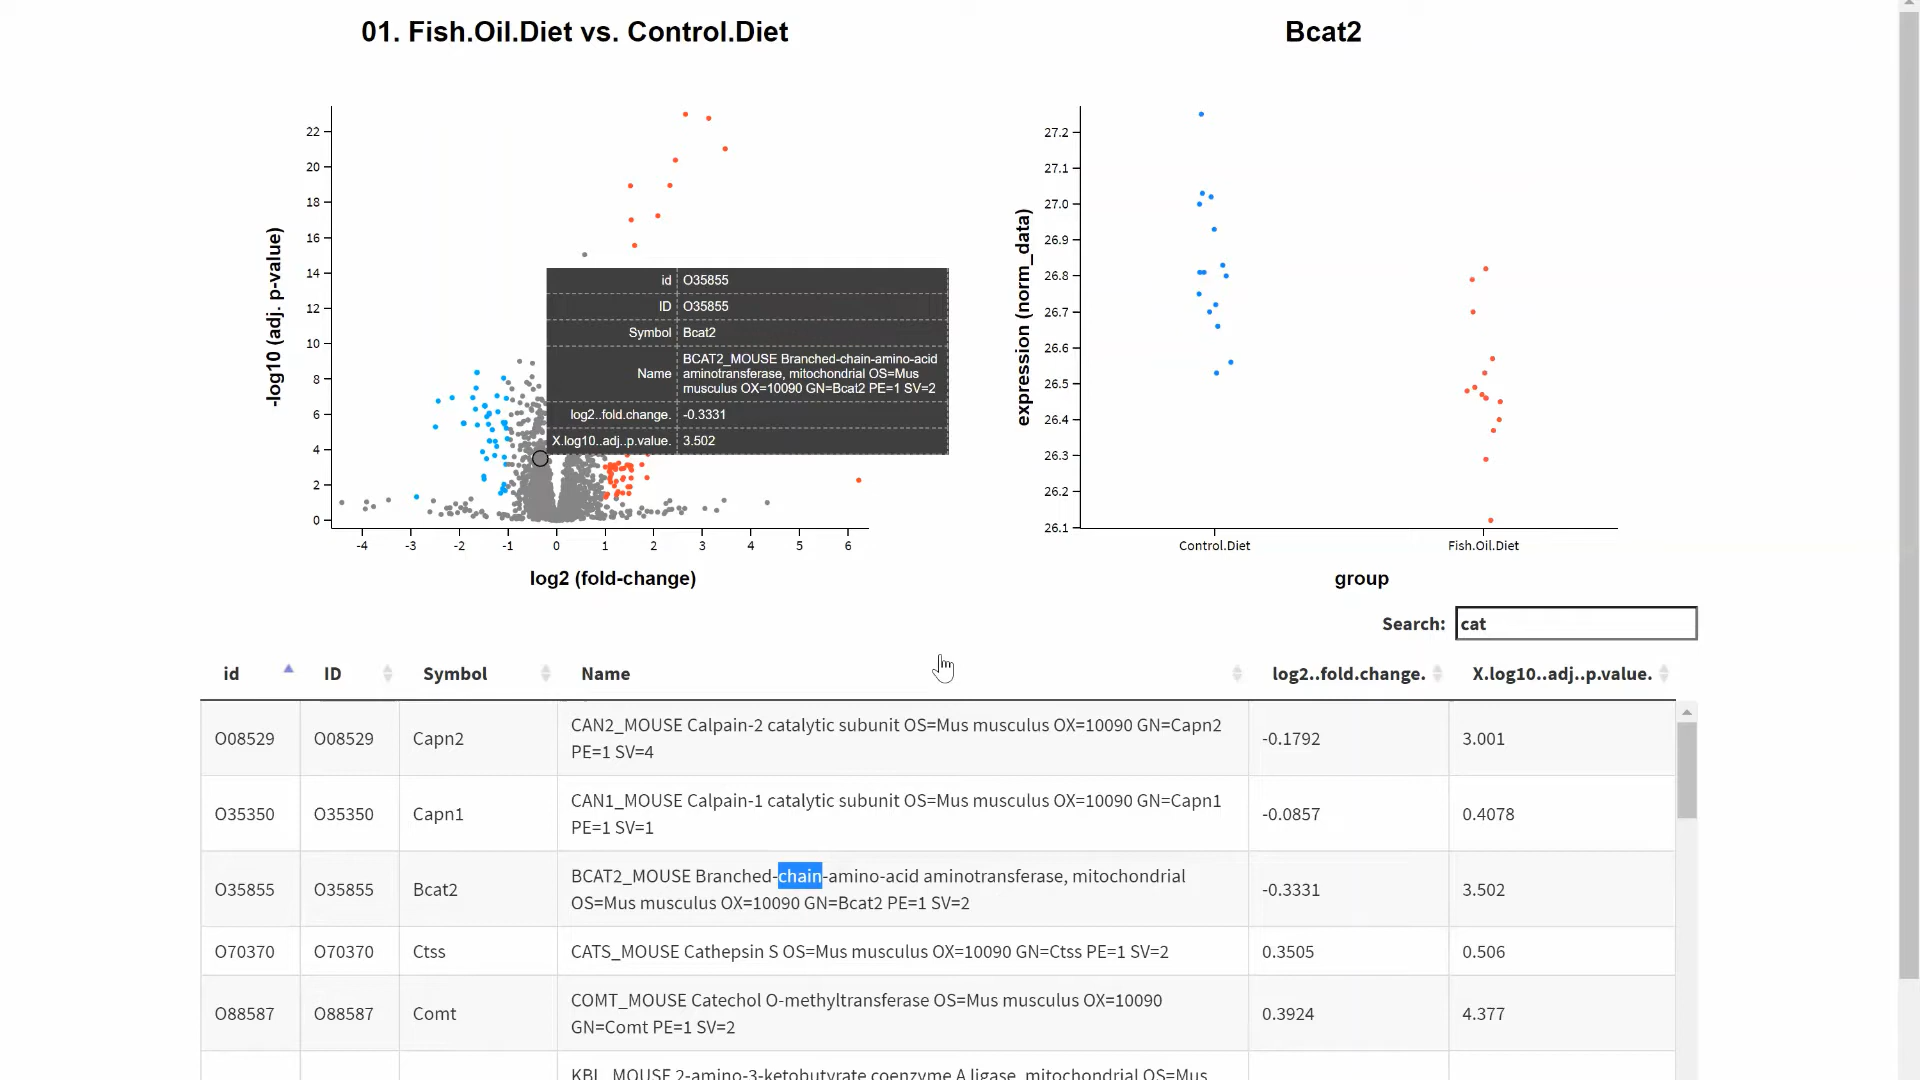 01. Fish.Oil.Diet vs. Control.Diet
Bcat2
22
20
18
16
14
12
10
8
6
4
2
0
-log10 (adj. p-value)
-4
-3
-2
-1
0
1
2
3
4
5
6
log2 (fold-change)
id O35855
ID O35855
Symbol Bcat2
Name BCAT2_MOUSE Branched-chain-amino-acid
aminotransferase, mitochondrial OS=Mus
musculus OX=10090 GN=Bcat2 PE=1 SV=2
log2..fold.change. -0.3331
X.log10..adj..p.value. 3.502
27.2
27.1
27.0
26.9
26.8
26.7
26.6
26.5
26.4
26.3
26.2
26.1
expression (norm_data)
Control.Diet
Fish.Oil.Diet
group
Search: cat
id ID Symbol Name log2..fold.change. X.log10..adj..p.value.
O08529 O08529 Capn2 CAN2_MOUSE Calpain-2 catalytic subunit OS=Mus musculus OX=10090 GN=Capn2
PE=1 SV=4 -0.1792 3.001
O35350 O35350 Capn1 CAN1_MOUSE Calpain-1 catalytic subunit OS=Mus musculus OX=10090 GN=Capn1
PE=1 SV=1 -0.0857 0.4078
O35855 O35855 Bcat2 BCAT2_MOUSE Branched-chain-amino-acid aminotransferase, mitochondrial
OS=Mus musculus OX=10090 GN=Bcat2 PE=1 SV=2 -0.3331 3.502
O70370 O70370 Ctss CATS_MOUSE Cathepsin S OS=Mus musculus OX=10090 GN=Ctss PE=1 SV=2 0.3505 0.506
O88587 O88587 Comt COMT_MOUSE Catechol O-methyltransferase OS=Mus musculus OX=10090
GN=Comt PE=1 SV=2 0.3924 4.377
KBL_MOUSE 2-amino-3-ketobutyrate coenzyme A ligase, mitochondrial OS=Mus